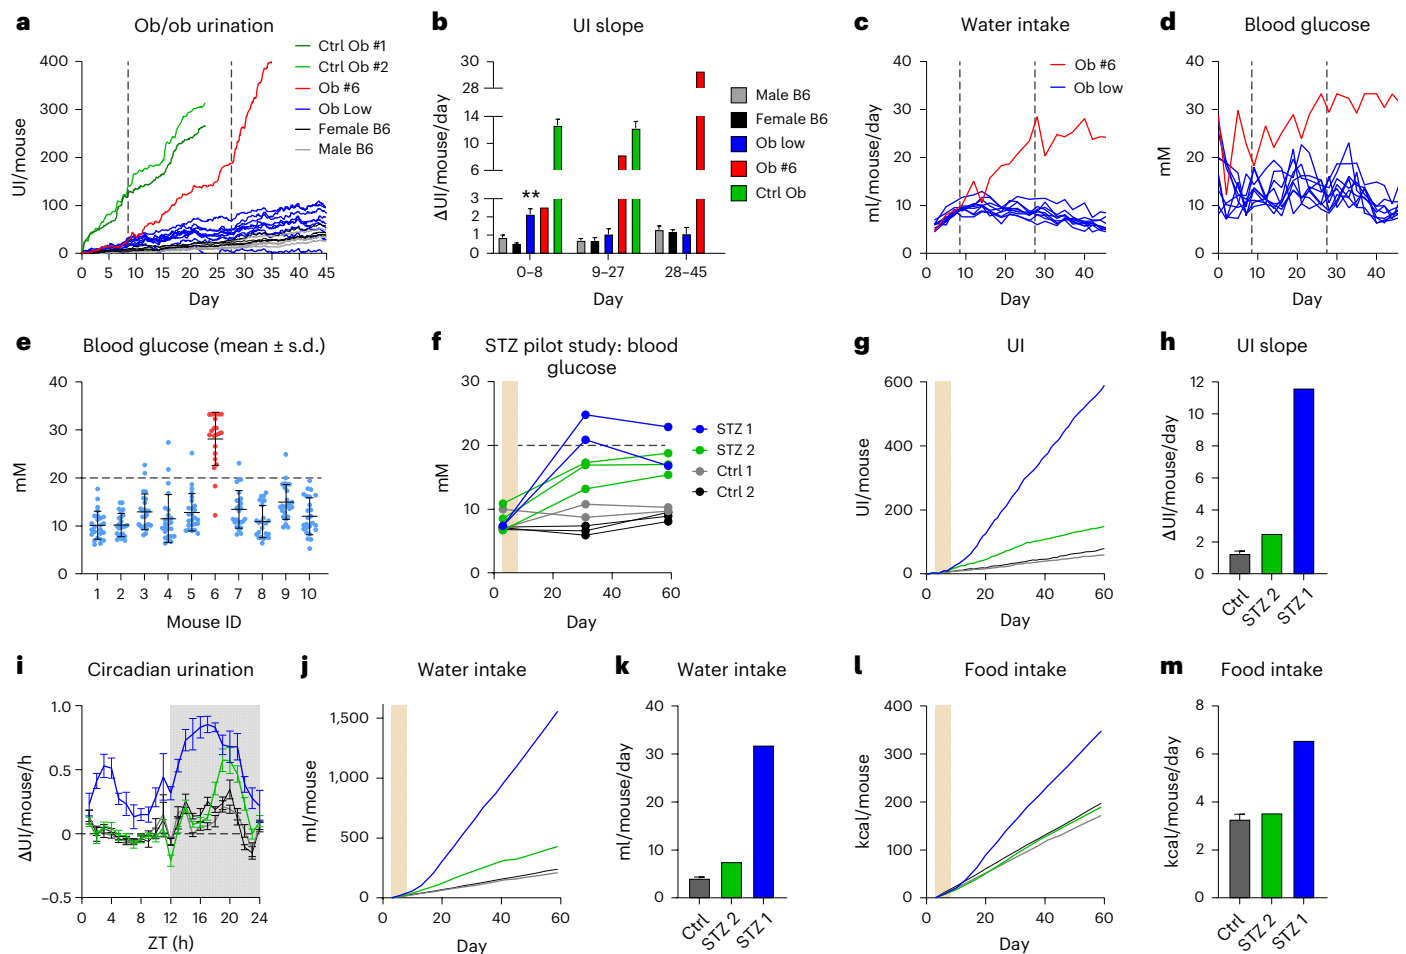 a
Ob/ob urination
UI/mouse
400
300
200
100
0
0 5 10 15 20 25 30 35 40 45
Day
Ctrl Ob #1
Ctrl Ob #2
Ob #6
Ob Low
Female B6
Male B6
b
UI slope
ΔUI/mouse/day
30
28
14
10
6
3
2
1
0
**
0–8 9–27 28–45
Day
Male B6
Female B6
Ob low
Ob #6
Ctrl Ob
c
Water intake
ml/mouse/day
40
30
20
10
0
0 10 20 30 40
Day
Ob #6
Ob low
d
Blood glucose
mM
40
30
20
10
0
0 10 20 30 40
Day
e
Blood glucose (mean ± s.d.)
mM
40
30
20
10
0
1 2 3 4 5 6 7 8 9 10
Mouse ID
f
STZ pilot study: blood
glucose
mM
30
20
10
0
0 20 40 60
Day
STZ 1
STZ 2
Ctrl 1
Ctrl 2
g
UI
UI/mouse
600
400
200
0
0 20 40 60
Day
h
UI slope
ΔUI/mouse/day
12
10
8
6
4
2
0
Ctrl
STZ 2
STZ 1
i
Circadian urination
ΔUI/mouse/h
1.0
0.5
0
–0.5
0 4 8 12 16 20 24
ZT (h)
j
Water intake
ml/mouse
1,500
1,000
500
0
0 20 40 60
Day
k
Water intake
ml/mouse/day
40
30
20
10
0
Ctrl
STZ 2
STZ 1
l
Food intake
kcal/mouse
400
300
200
100
0
0 20 40 60
Day
m
Food intake
kcal/mouse/day
8
6
4
2
0
Ctrl
STZ 2
STZ 1